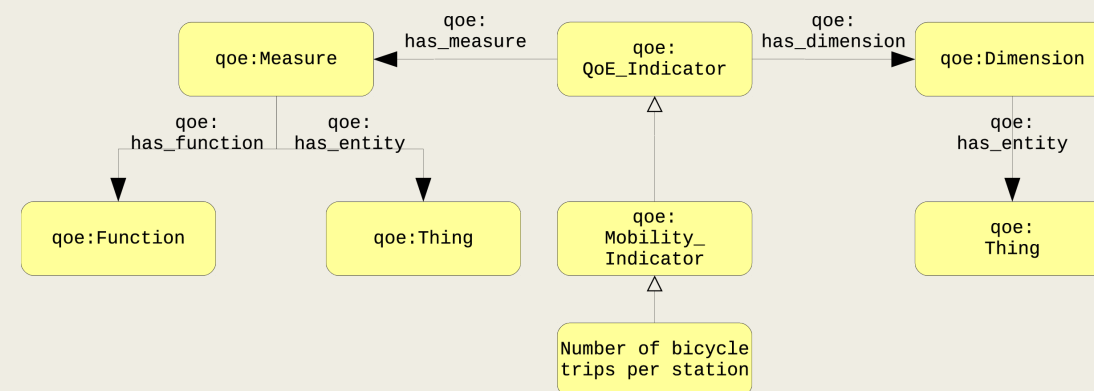 qoe:
has_measure
qoe:
has_dimension
qoe:Measure
qoe:
QoE_Indicator
qoe:Dimension
qoe:
has_function
qoe:
has_entity
qoe:
has_entity
qoe:Function
qoe:Thing
qoe:
Mobility_
Indicator
qoe:
Thing
Number of bicycle
trips per station